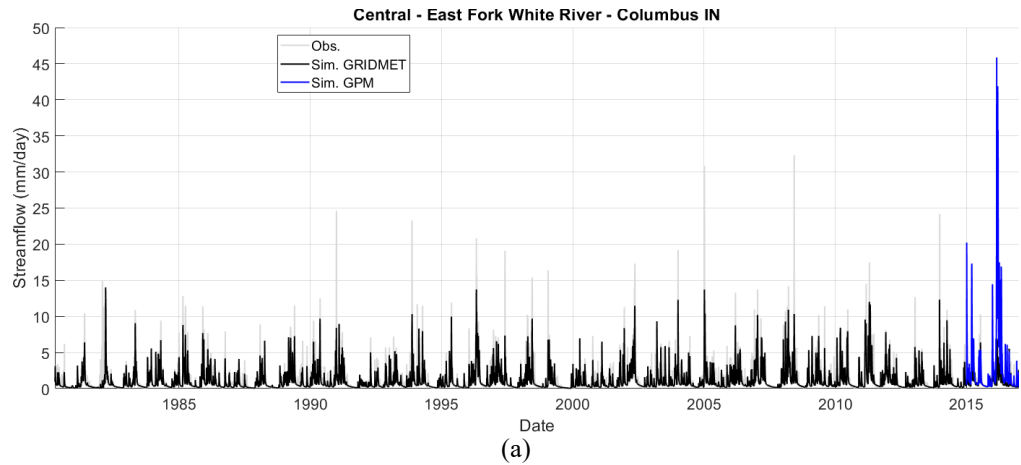 Central - East Fork White River - Columbus IN
50
45
40
35
30
25
20
15
10
5
0
Streamflow (mm/day)
Obs.
Sim. GRIDMET
Sim. GPM
1985 1990 1995 2000 2005 2010 2015
Date
(a)